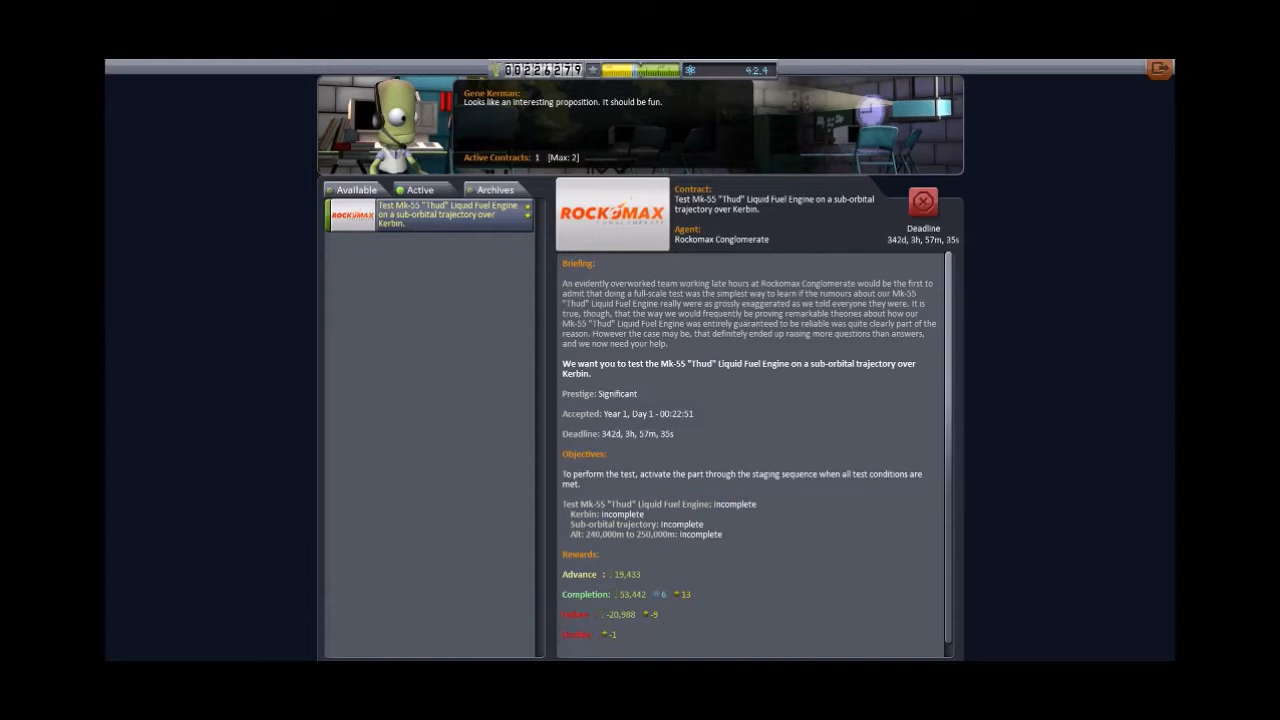 00226279
42.4
Gene Kerman:
Looks like an interesting proposition. It should be fun.
Active Contracts: 1 [Max: 2]
Available
Active
Archives
ROCKOMAX
Test Mk-55 "Thud" Liquid Fuel Engine
on a sub-orbital trajectory over
Kerbin.
ROCKOMAX
CONGLOMERATE
Contract:
Test Mk-55 "Thud" Liquid Fuel Engine on a sub-orbital
trajectory over Kerbin.
Agent:
Rockomax Conglomerate
Deadline
342d, 3h, 57m, 35s
Briefing:
An evidently overworked team working late hours at Rockomax Conglomerate would be the first to
admit that doing a full-scale test was the simplest way to learn if the rumours about our Mk-55
"Thud" Liquid Fuel Engine really were as grossly exaggerated as we told everyone they were. It is
true, though, that the way we would frequently be proving remarkable theories about how our
Mk-55 "Thud" Liquid Fuel Engine was entirely guaranteed to be reliable was quite clearly part of the
reason. However the case may be, that definitely ended up raising more questions than answers,
and we now need your help.
We want you to test the Mk-55 "Thud" Liquid Fuel Engine on a sub-orbital trajectory over
Kerbin.
Prestige: Significant
Accepted: Year 1, Day 1 - 00:22:51
Deadline: 342d, 3h, 57m, 35s
Objectives:
To perform the test, activate the part through the staging sequence when all test conditions are
met.
Test Mk-55 "Thud" Liquid Fuel Engine: Incomplete
Kerbin: Incomplete
Sub-orbital trajectory: Incomplete
Alt: 240,000m to 250,000m: Incomplete
Rewards:
Advance : 19,433
Completion: 53,442 6 13
Failure: -20,988 -9
Decline: -1